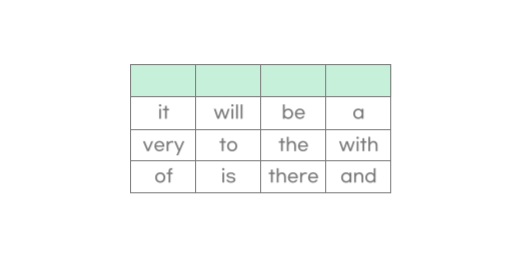 it will be a
very to the with
of is there and